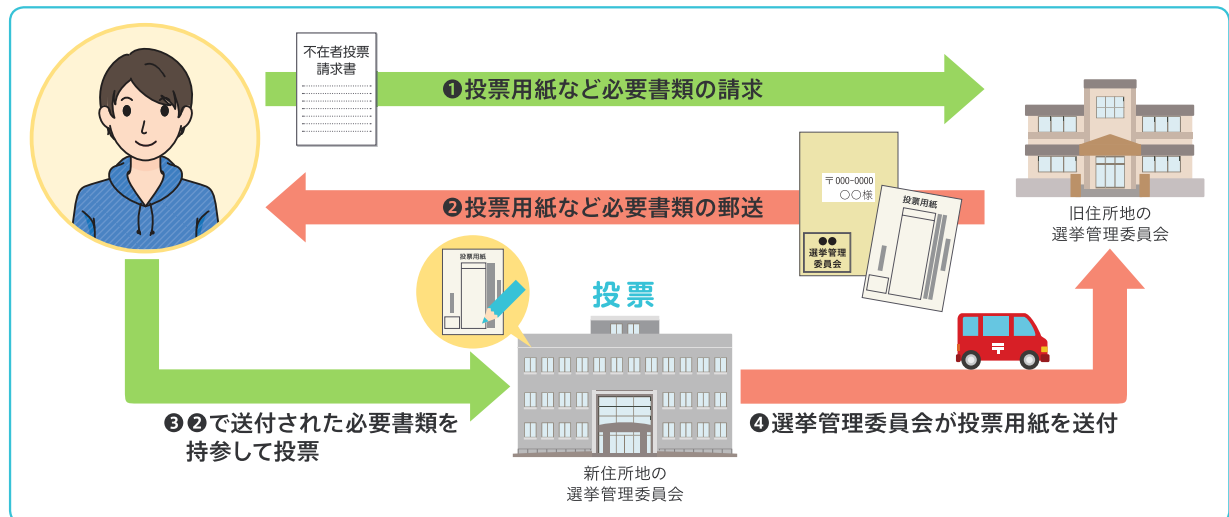 不在者投票
請求書
❶投票用紙など必要書類の請求
❷投票用紙など必要書類の郵送
〒000-0000
○○様
●●
選挙管理
委員会
投票用紙
旧住所地の
選挙管理委員会
投票用紙
投票
❸❷で送付された必要書類を
持参して投票
新住所地の
選挙管理委員会
〒
❹選挙管理委員会が投票用紙を送付